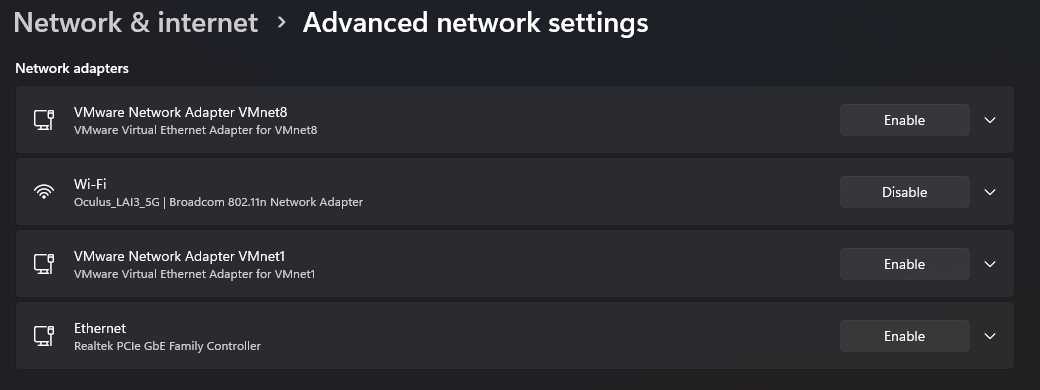 Network & internet > Advanced network settings
Network adapters
VMware Network Adapter VMnet8
VMware Virtual Ethernet Adapter for VMnet8
Enable
Wi-Fi
Oculus_LAI3_5G | Broadcom 802.11n Network Adapter
Disable
VMware Network Adapter VMnet1
VMware Virtual Ethernet Adapter for VMnet1
Enable
Ethernet
Realtek PCIe GbE Family Controller
Enable